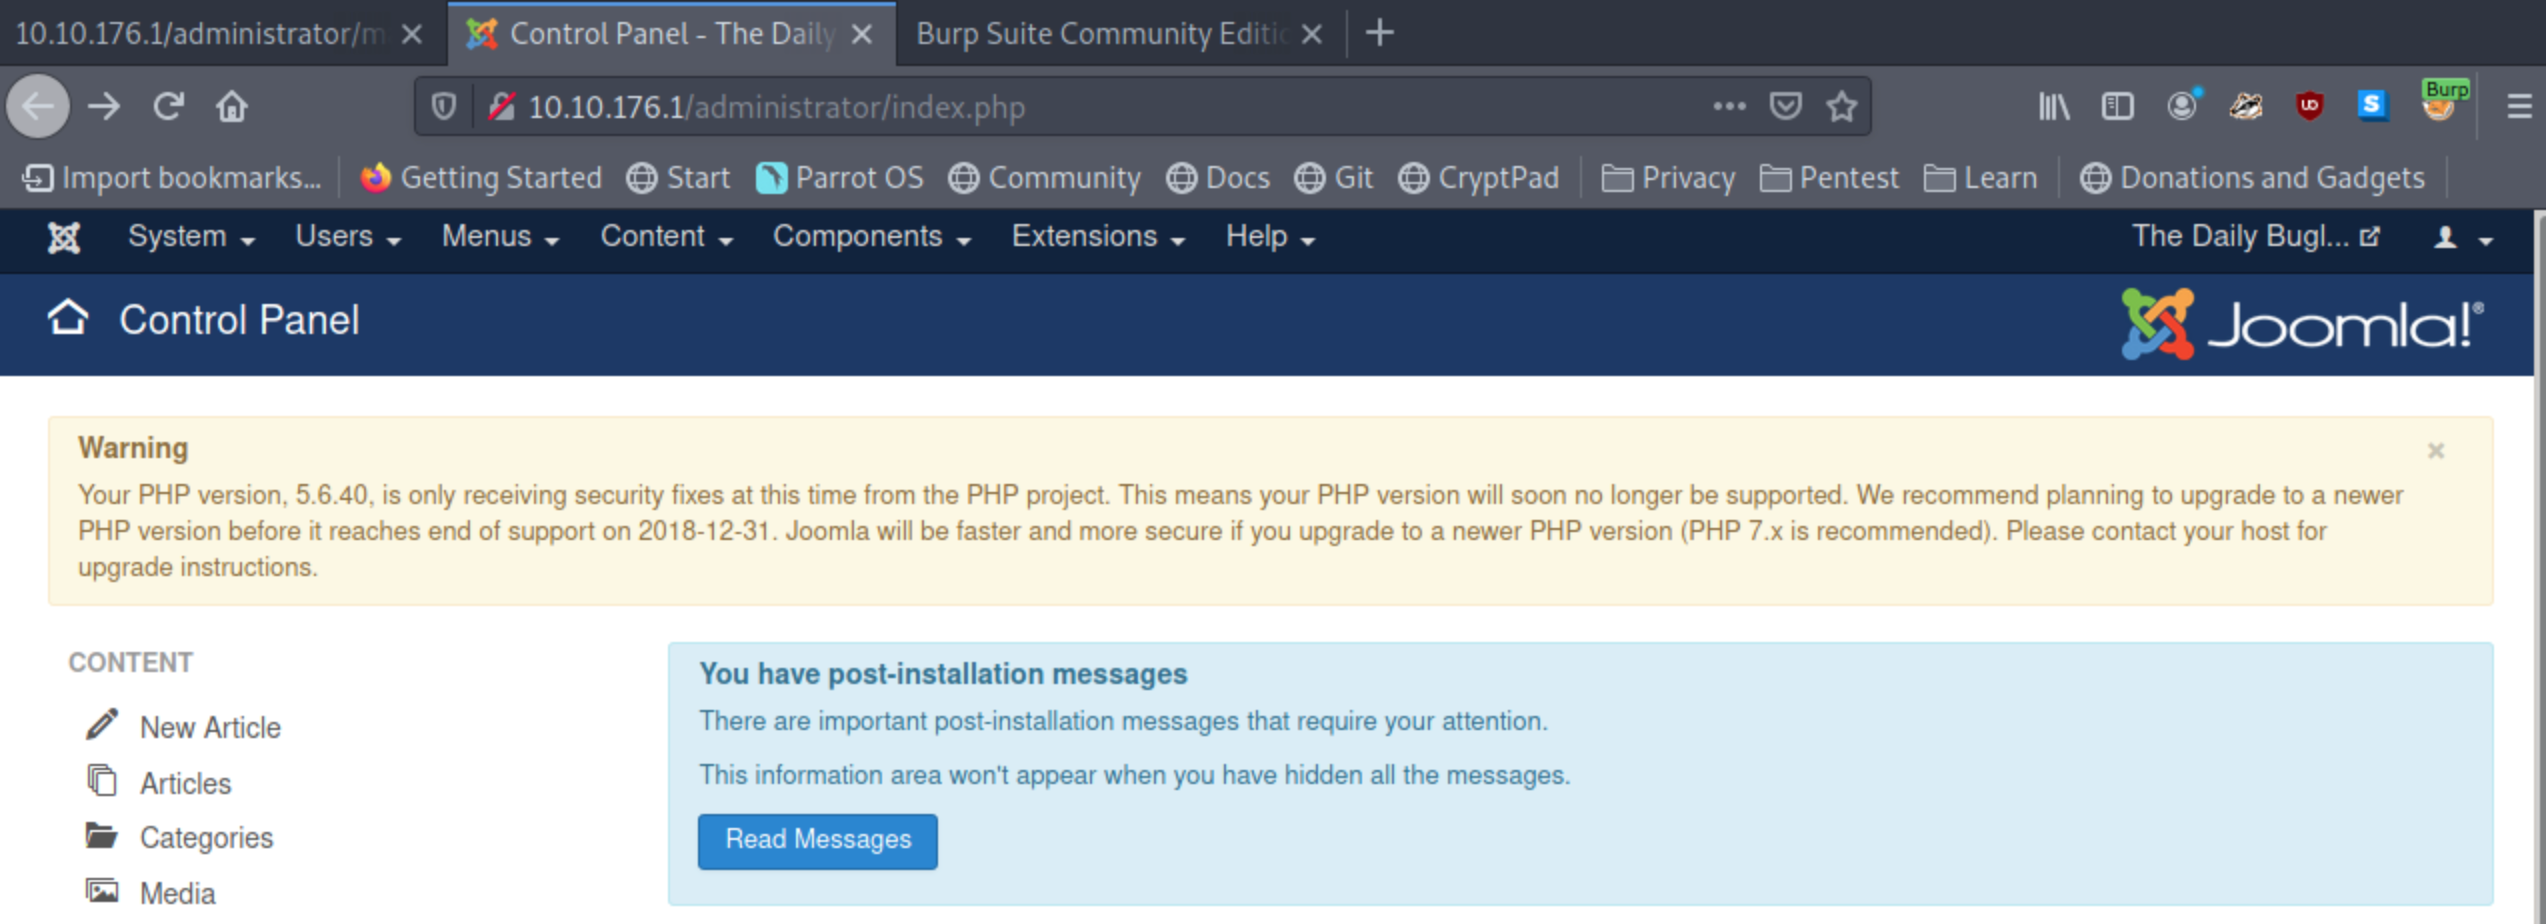 10.10.176.1/administrator/m
Control Panel - The Daily
Burp Suite Community Editic
10.10.176.1/administrator/index.php
Burp
Import bookmarks...
Getting Started
Start
Parrot OS
Community
Docs
Git
CryptPad
Privacy
Pentest
Learn
Donations and Gadgets
System
Users
Menus
Content
Components
Extensions
Help
The Daily Bugl...
Control Panel
Joomla!®
Warning
Your PHP version, 5.6.40, is only receiving security fixes at this time from the PHP project. This means your PHP version will soon no longer be supported. We recommend planning to upgrade to a newer
PHP version before it reaches end of support on 2018-12-31. Joomla will be faster and more secure if you upgrade to a newer PHP version (PHP 7.x is recommended). Please contact your host for
upgrade instructions.
CONTENT
New Article
Articles
Categories
Media
You have post-installation messages
There are important post-installation messages that require your attention.
This information area won't appear when you have hidden all the messages.
Read Messages